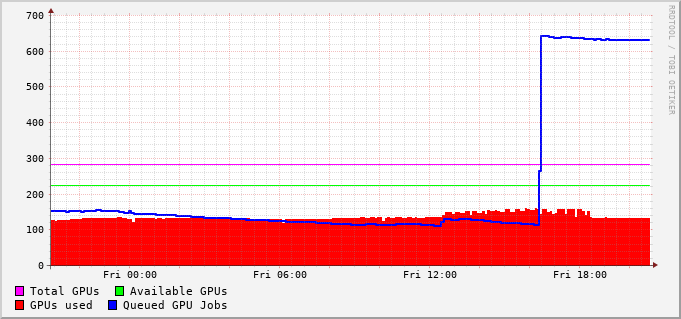 700
600
500
400
300
200
100
0
Fri 00:00 Fri 06:00 Fri 12:00 Fri 18:00
Total GPUs Available GPUs
GPUs used Queued GPU Jobs
RRDTOOL / TOBI OETIKER